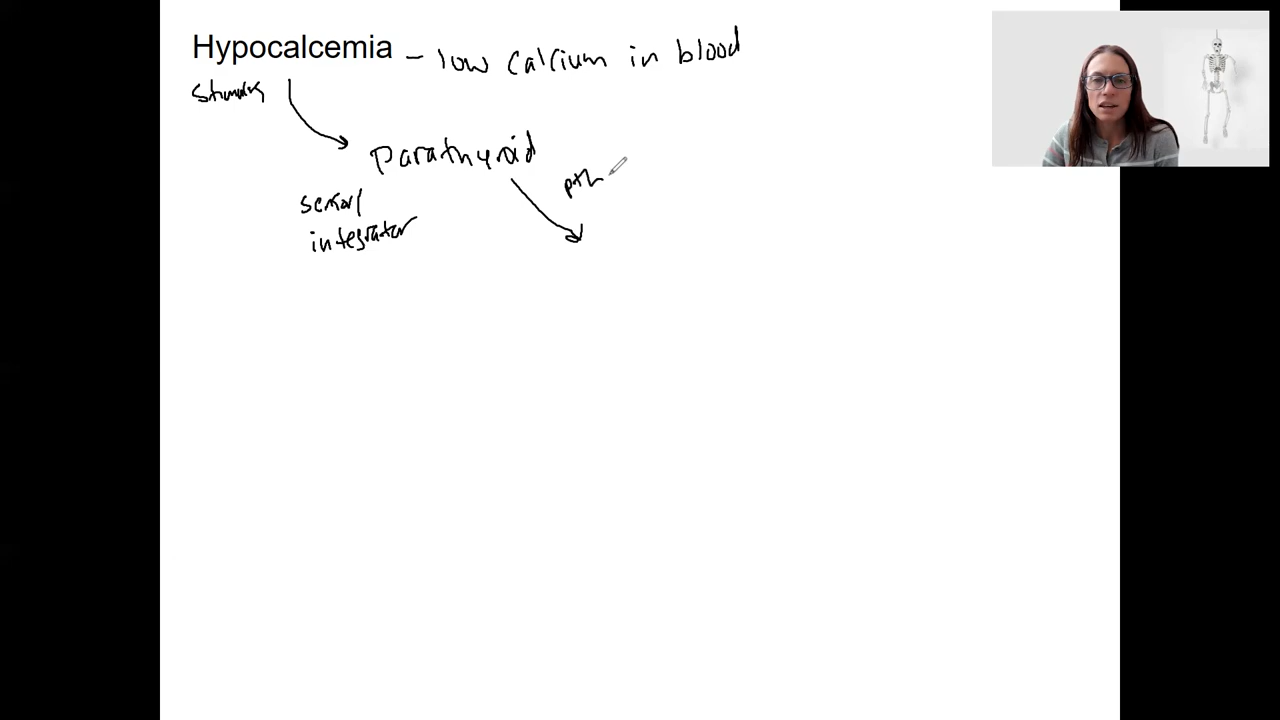 Hypocalcemia - low calcium in blood
Stimulus
Parathyroid
pth
sensor/
integrator